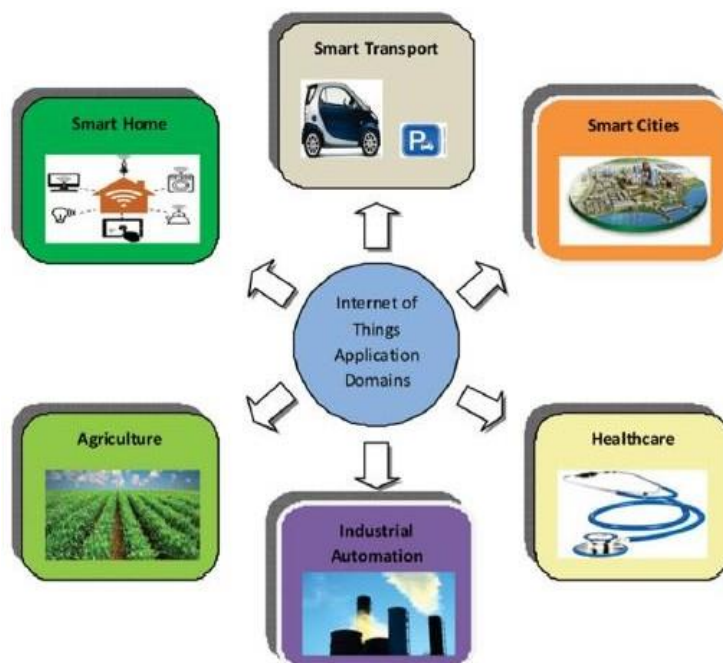 Smart Transport
P
Smart Home
Smart Cities
Internet of
Things
Application
Domains
Agriculture
Healthcare
Industrial
Automation